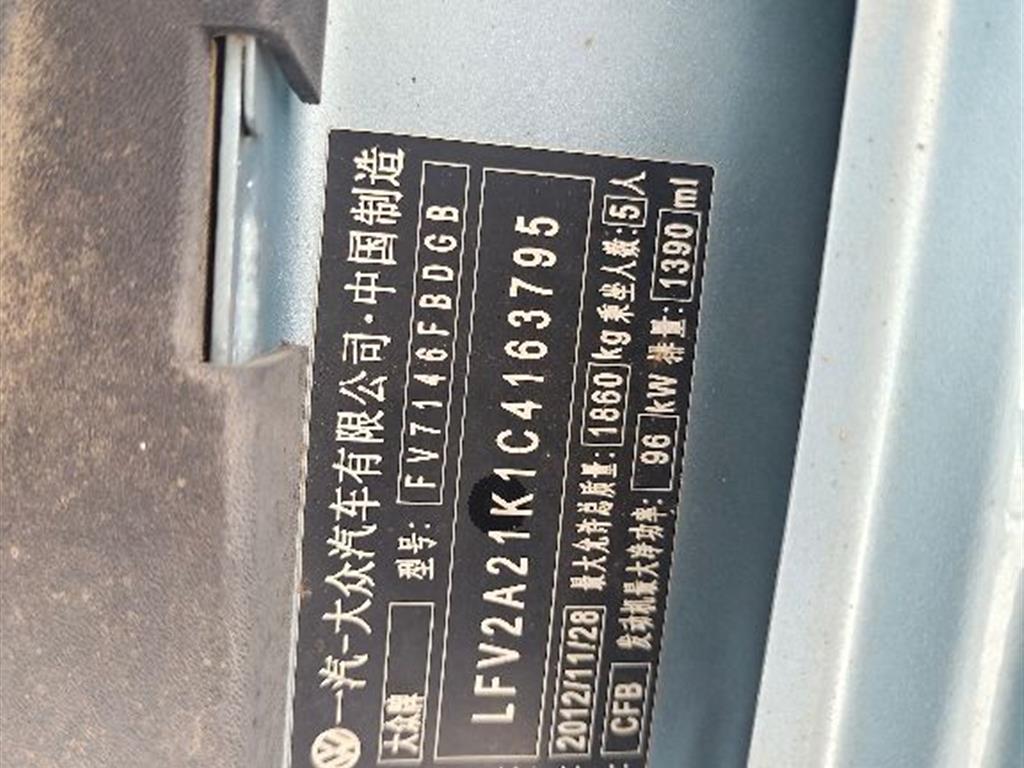 一汽-大众汽车有限公司·中国制造
大众牌 型号: FV7146FBDGB
LFV2A21K1C4163795
2012/11/28 最大允许总质量: 1860 kg 乘坐人数: 5 人
CFB 发动机最大净功率: 96 kW 排量: 1390 ml